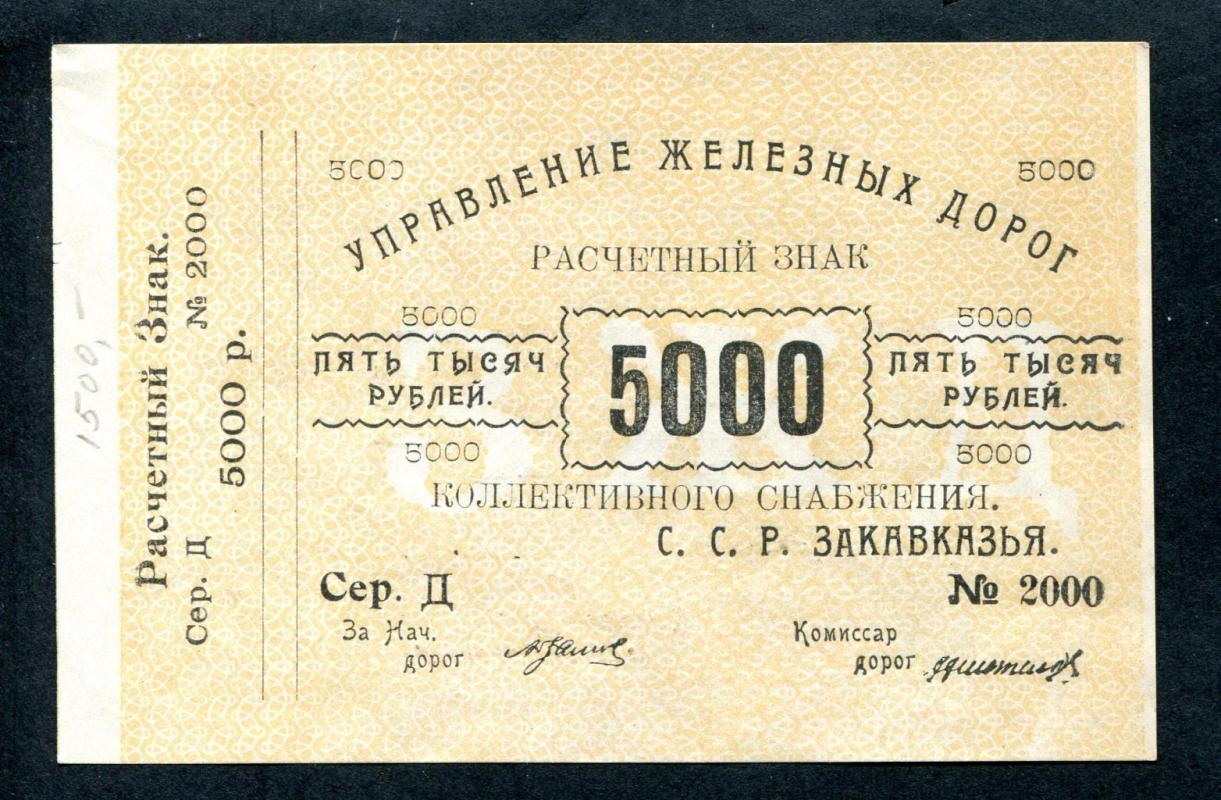 1500,-
Расчетный Знак.
Сер. Д № 2000
5000 р.
5000 5000
УПРАВЛЕНИЕ ЖЕЛЕЗНЫХ ДОРОГ
РАСЧЕТНЫЙ ЗНАК
5000 5000
ПЯТЬ ТЫСЯЧ 5000 ПЯТЬ ТЫСЯЧ
РУБЛЕЙ. РУБЛЕЙ.
5000 5000
КОЛЛЕКТИВНОГО СНАБЖЕНИЯ.
С. С. Р. ЗАКАВКАЗЬЯ.
Сер. Д № 2000
За Нач. Комиссар
дорог дорог